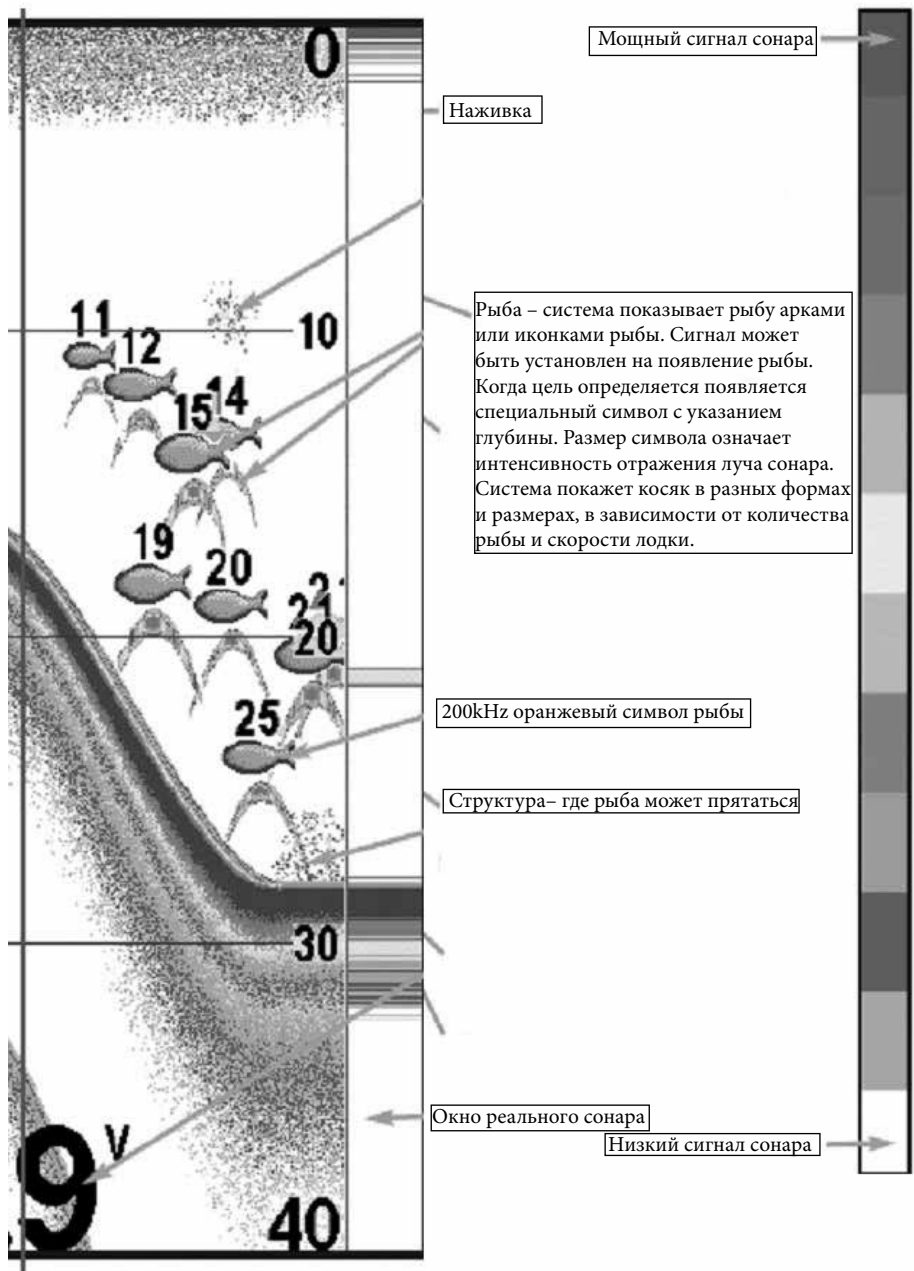 0
Мощный сигнал сонара
Наживка
11
10
12
Рыба – система показывает рыбу арками
или иконками рыбы. Сигнал может
быть установлен на появление рыбы.
Когда цель определяется появляется
специальный символ с указанием
глубины. Размер символа означает
интенсивность отражения луча сонара.
Система покажет косяк в разных формах
и размерах, в зависимости от количества
рыбы и скорости лодки.
15
14
19
20
21
20
25
200kHz оранжевый символ рыбы
Структура– где рыба может прятаться
30
Окно реального сонара
Низкий сигнал сонара
.9 V
40